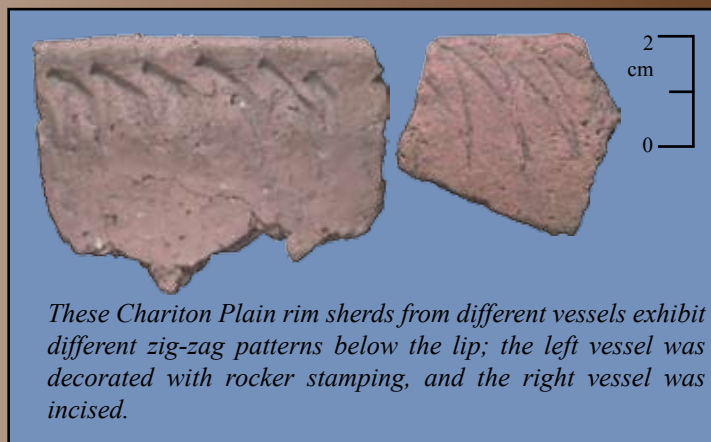 2
cm
0
These Chariton Plain rim sherds from different vessels exhibit
different zig-zag patterns below the lip; the left vessel was
decorated with rocker stamping, and the right vessel was
incised.